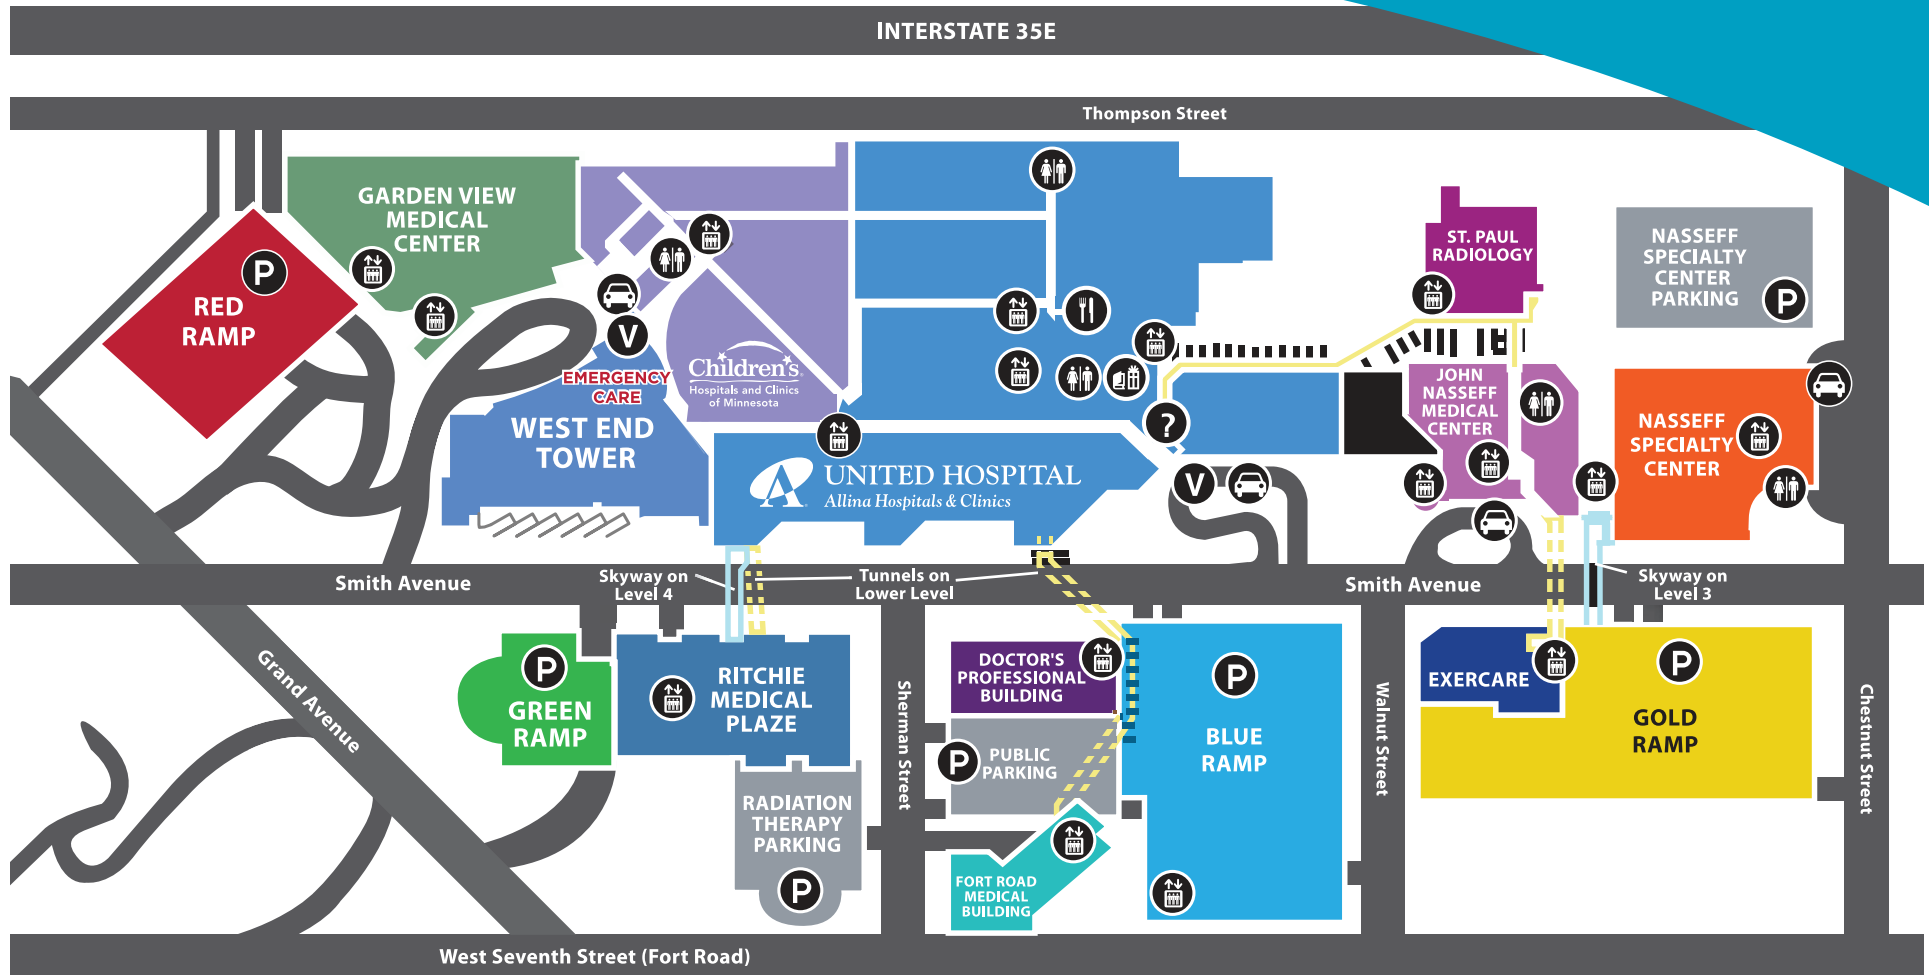 INTERSTATE 35E
Thompson Street
GARDEN VIEW
MEDICAL
CENTER
P
RED
RAMP
V
EMERGENCY
CARE
WEST END
TOWER
Children's
Hospitals and Clinics
of Minnesota
UNITED HOSPITAL
Allina Hospitals & Clinics
?
V
ST. PAUL
RADIOLOGY
NASSEFF
SPECIALTY
CENTER
PARKING
P
JOHN
NASSEFF
MEDICAL
CENTER
NASSEFF
SPECIALTY
CENTER
Smith Avenue
Skyway on
Level 4
Tunnels on
Lower Level
Smith Avenue
Skyway on
Level 3
Grand Avenue
P
GREEN
RAMP
RITCHIE
MEDICAL
PLAZE
RADIATION
THERAPY
PARKING
P
Sherman Street
DOCTOR'S
PROFESSIONAL
BUILDING
P
PUBLIC
PARKING
FORT ROAD
MEDICAL
BUILDING
P
BLUE
RAMP
Walnut Street
EXERCARE
P
GOLD
RAMP
Chestnut Street
West Seventh Street (Fort Road)